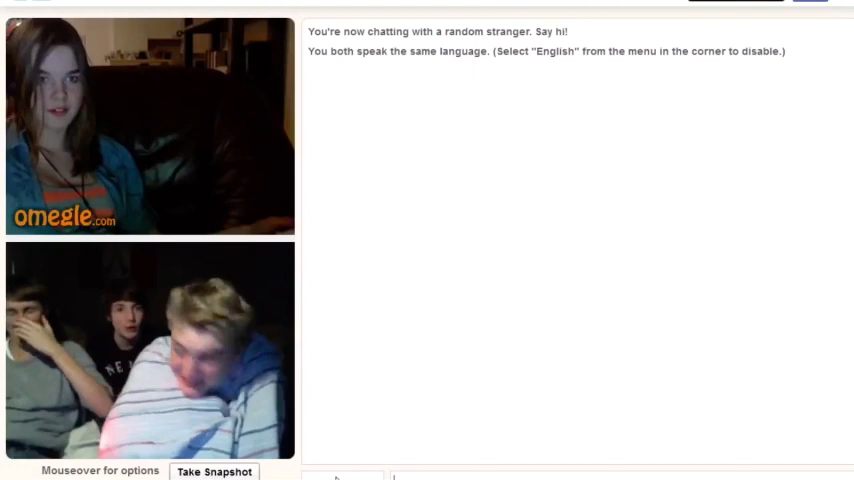 You're now chatting with a random stranger. Say hi!
You both speak the same language. (Select "English" from the menu in the corner to disable.)
omegle.com
NE
Mouseover for options
Take Snapshot